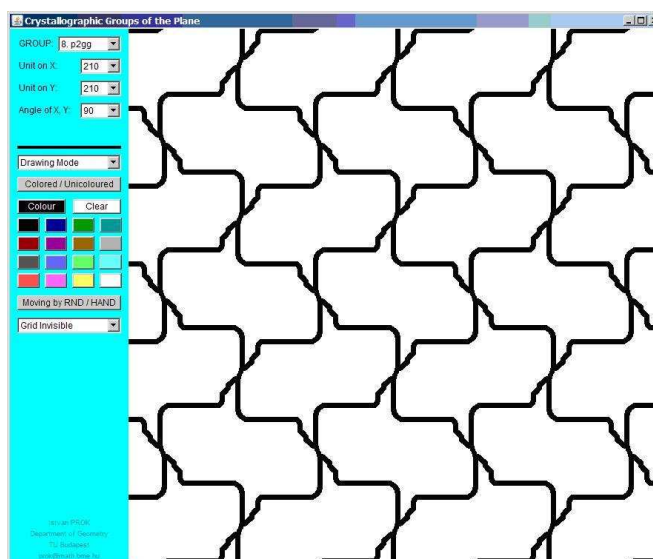 Crystallographic Groups of the Plane
GROUP: 8. p2gg
Unit on X: 210
Unit on Y: 210
Angle of X, Y: 90
Drawing Mode
Colored / Unicoloured
Colour Clear
Moving by RND / HAND
Grid Invisible
Department of Geometry
TU Budapest